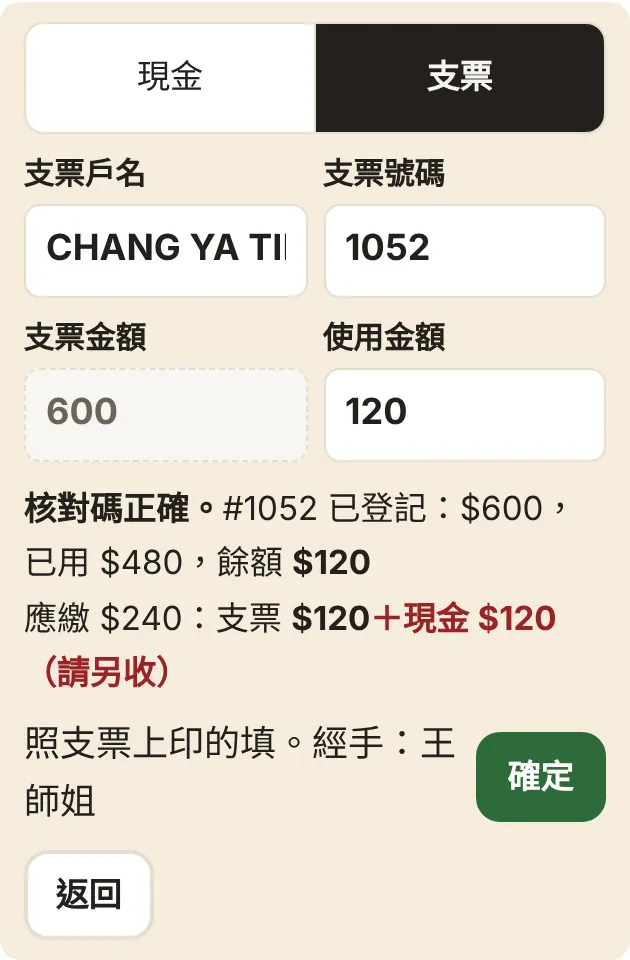 現金
支票
支票戶名
支票號碼
CHANG YA TI
1052
支票金額
使用金額
600
120
核對碼正確。#1052 已登記：$600，
已用 $480，餘額 $120
應繳 $240：支票 $120＋現金 $120
（請另收）
照支票上印的填。經手：王
師姐
確定
返回